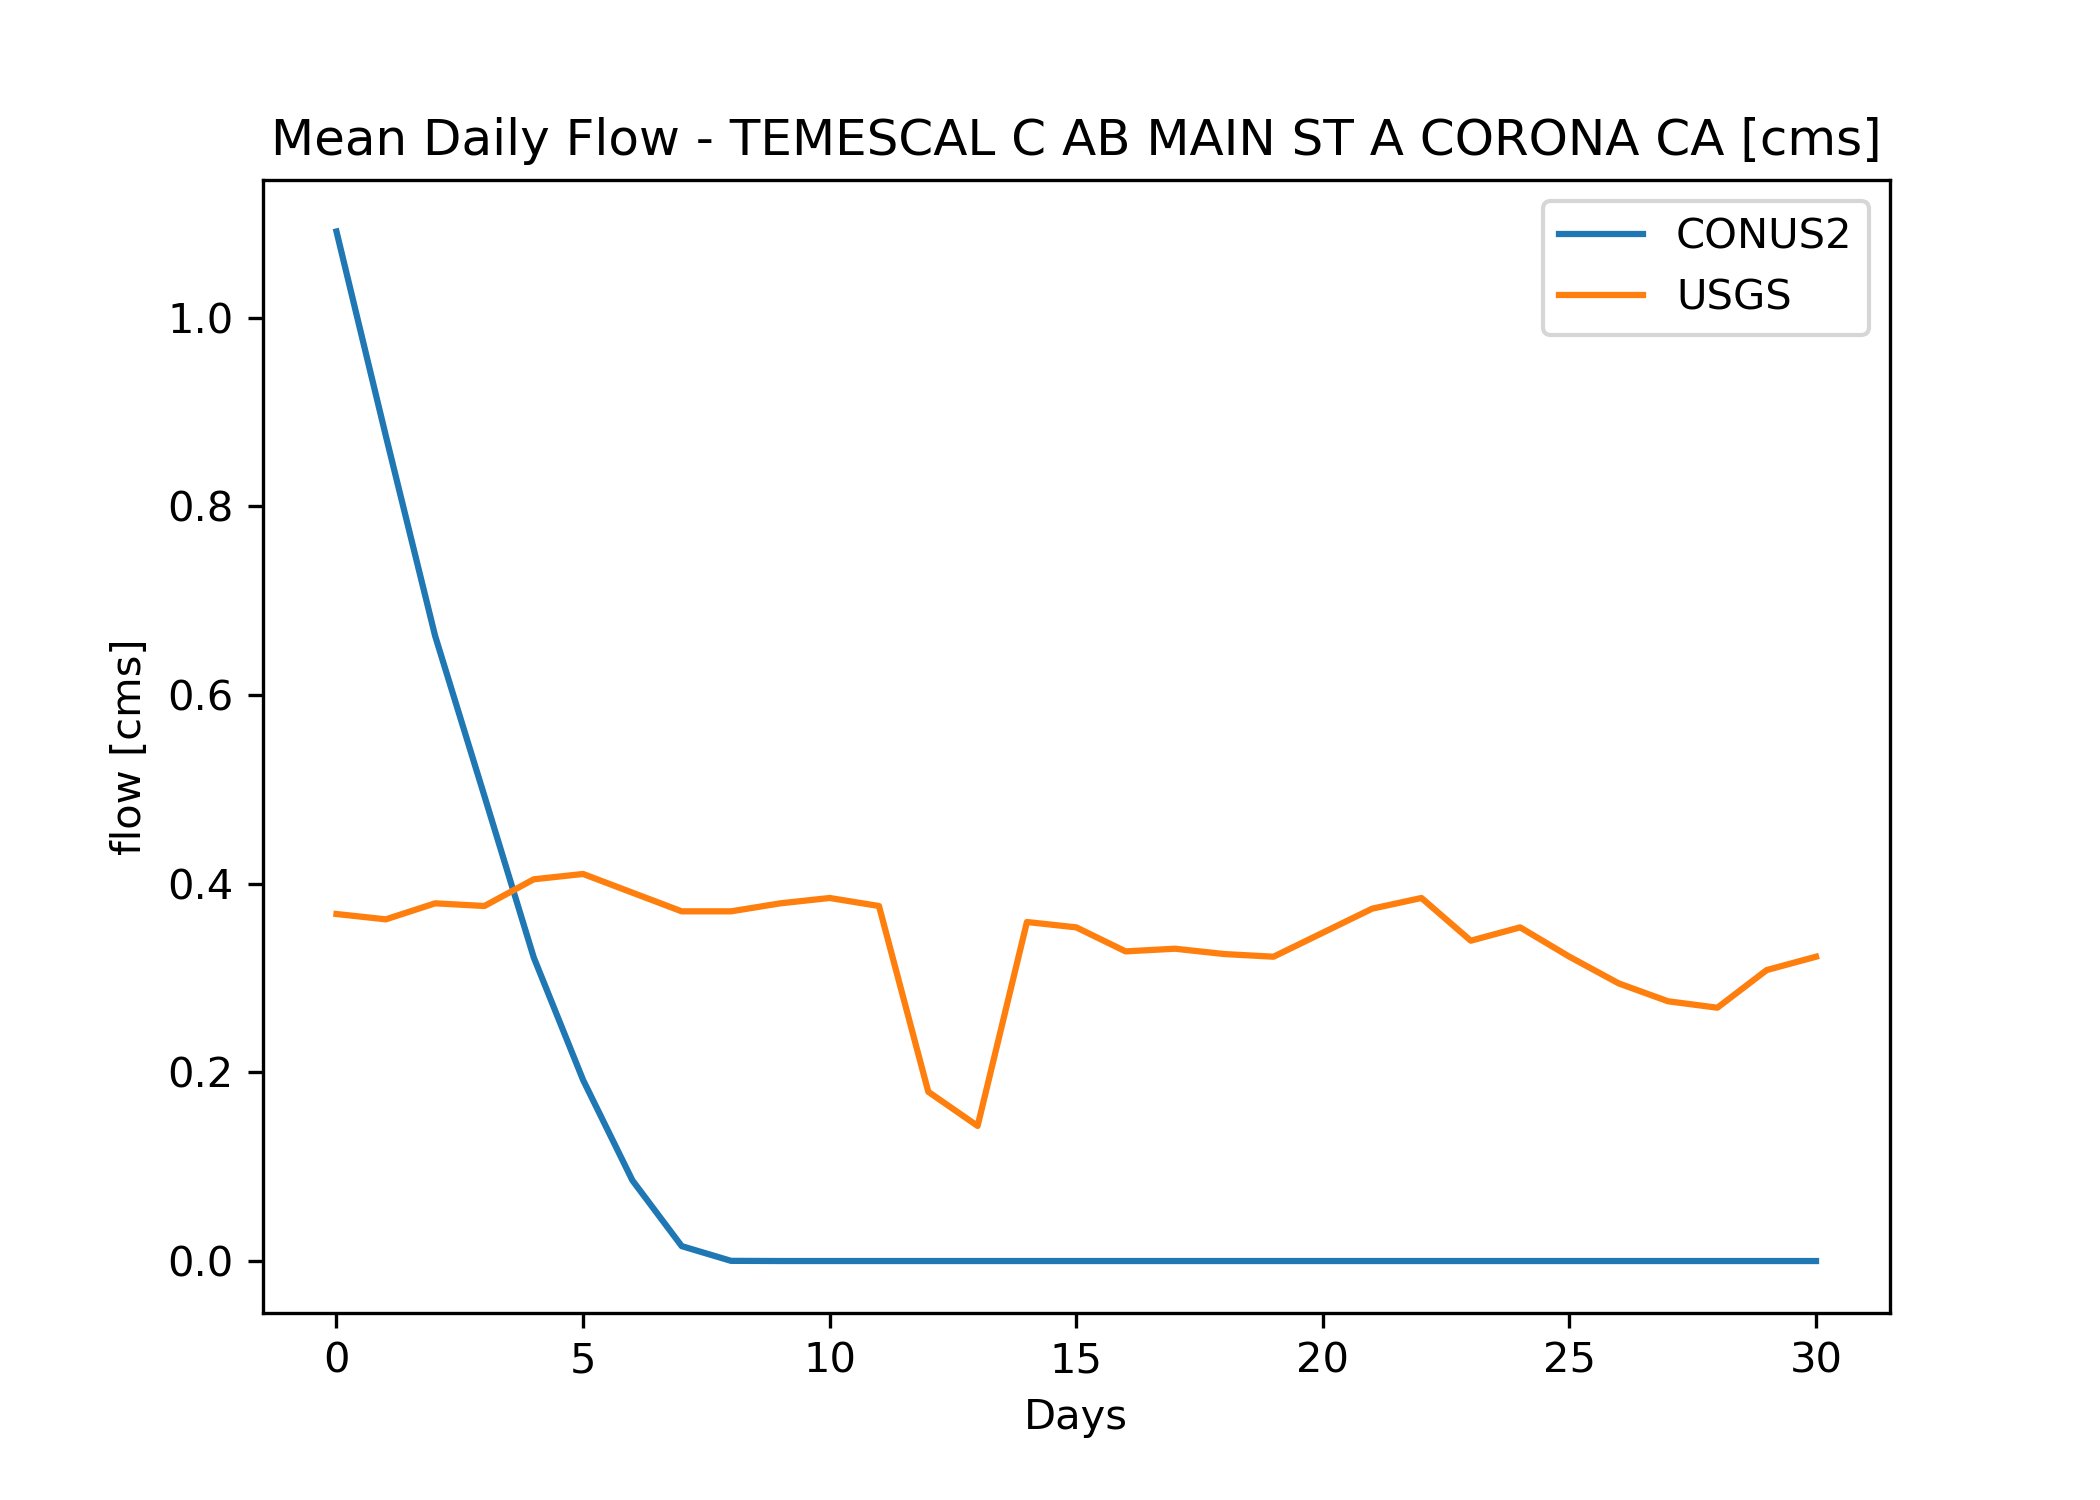 Mean Daily Flow - TEMESCAL C AB MAIN ST A CORONA CA [cms]
CONUS2
USGS
flow [cms]
1.0
0.8
0.6
0.4
0.2
0.0
0 5 10 15 20 25 30
Days